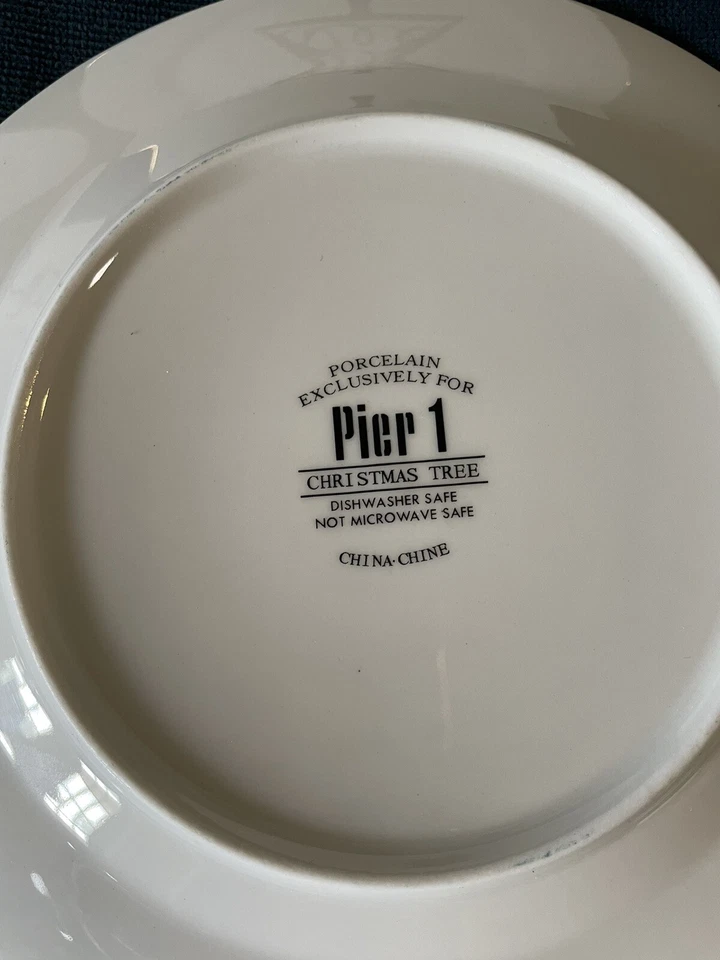 PORCELAIN
EXCLUSIVELY FOR
Pier 1
CHRISTMAS TREE
DISHWASHER SAFE
NOT MICROWAVE SAFE
CHINA·CHINE